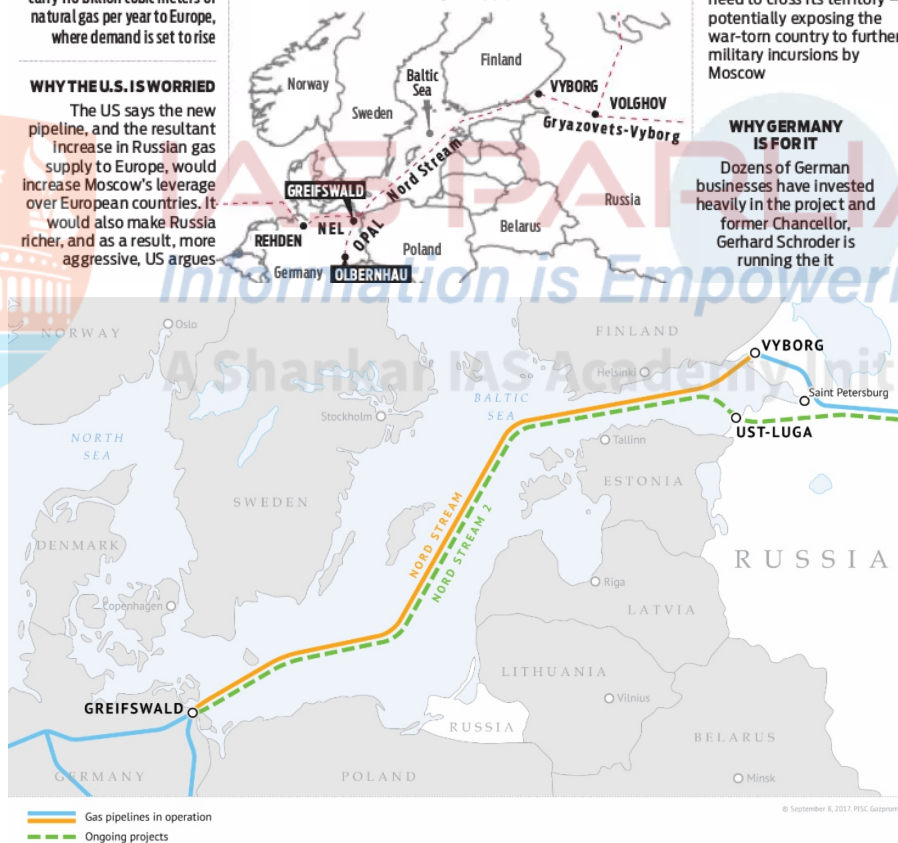 natural gas per year to Europe,
where demand is set to rise
WHY THE U.S. IS WORRIED
The US says the new
pipeline, and the resultant
increase in Russian gas
supply to Europe, would
increase Moscow's leverage
over European countries. It
would also make Russia
richer, and as a result, more
aggressive, US argues
Norway
Sweden
Baltic
Sea
Finland
VYBORG
VOLGHOV
Gryazovets-Vyborg
Nord Stream
GREIFSWALD
NEL
OPAL
REHDEN
Germany
OLBERNHAU
Poland
Belarus
Russia
need to cross its territory –
potentially exposing the
war-torn country to further
military incursions by
Moscow
WHY GERMANY
IS FOR IT
Dozens of German
businesses have invested
heavily in the project and
former Chancellor,
Gerhard Schroder is
running the it
IAS PARLIA
Information is Empower
A Shankar IAS Academy Unit
NORWAY
Oslo
FINLAND
VYBORG
Helsinki
Saint Petersburg
BALTIC
SEA
Stockholm
UST-LUGA
NORTH
SEA
Tallinn
ESTONIA
SWEDEN
NORD STREAM
NORD STREAM 2
DENMARK
RUSSIA
Riga
Copenhagen
LATVIA
LITHUANIA
Vilnius
GREIFSWALD
RUSSIA
BELARUS
GERMANY
POLAND
Minsk
© September 8, 2017. PJSC Gazprom
Gas pipelines in operation
Ongoing projects